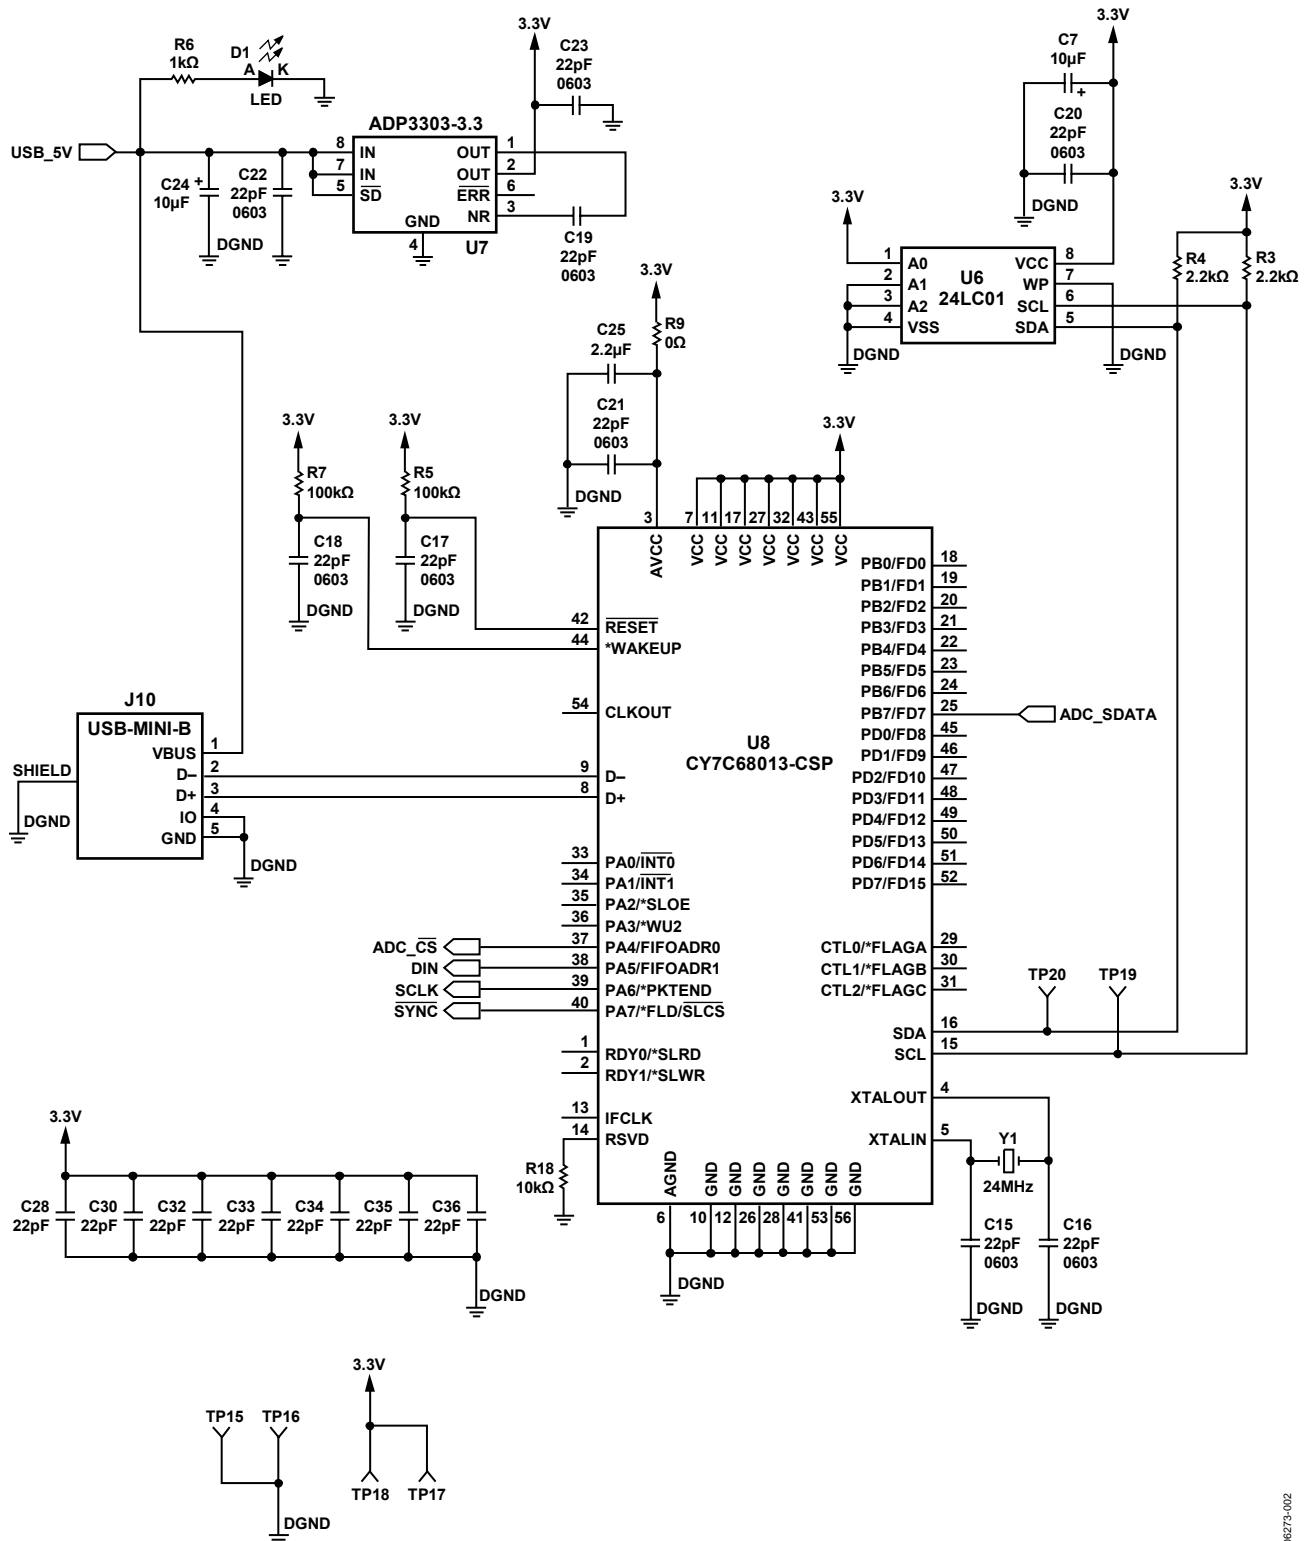 R6
1kΩ
D1
A
K
LED
USB_5V
C24
10µF
+
C22
22pF
0603
DGND
ADP3303-3.3
8 IN
7 IN
5 SD
OUT 1
OUT 2
ERR 6
NR 3
GND
4
U7
3.3V
C23
22pF
0603
C19
22pF
0603
3.3V
C7
10µF
+
C20
22pF
0603
DGND
1 A0
2 A1
3 A2
4 VSS
U6
24LC01
VCC 8
WP 7
SCL 6
SDA 5
DGND
DGND
3.3V
R4
2.2kΩ
R3
2.2kΩ
3.3V
R9
0Ω
C25
2.2µF
C21
22pF
0603
DGND
3.3V
R7
100kΩ
C18
22pF
0603
DGND
3.3V
R5
100kΩ
C17
22pF
0603
DGND
3.3V
3 7 11 17 27 32 43 55
AVCC VCC VCC VCC VCC VCC VCC VCC
U8
CY7C68013-CSP
42 RESET
44 *WAKEUP
54 CLKOUT
9 D–
8 D+
33 PA0/INT0
34 PA1/INT1
35 PA2/*SLOE
36 PA3/*WU2
ADC_CS 37 PA4/FIFOADR0
DIN 38 PA5/FIFOADR1
SCLK 39 PA6/*PKTEND
SYNC 40 PA7/*FLD/SLCS
1 RDY0/*SLRD
2 RDY1/*SLWR
13 IFCLK
14 RSVD
R18
10kΩ
PB0/FD0 18
PB1/FD1 19
PB2/FD2 20
PB3/FD3 21
PB4/FD4 22
PB5/FD5 23
PB6/FD6 24
PB7/FD7 25 ADC_SDATA
PD0/FD8 45
PD1/FD9 46
PD2/FD10 47
PD3/FD11 48
PD4/FD12 49
PD5/FD13 50
PD6/FD14 51
PD7/FD15 52
CTL0/*FLAGA 29
CTL1/*FLAGB 30
CTL2/*FLAGC 31
SDA 16
SCL 15
XTALOUT 4
XTALIN 5
TP20
TP19
Y1
24MHz
C15
22pF
0603
DGND
C16
22pF
0603
DGND
AGND GND GND GND GND GND GND GND
6 10 12 26 28 41 53 56
DGND
J10
USB-MINI-B
VBUS 1
D– 2
D+ 3
IO 4
GND 5
SHIELD
DGND
DGND
3.3V
C28
22pF
C30
22pF
C32
22pF
C33
22pF
C34
22pF
C35
22pF
C36
22pF
DGND
TP15
TP16
DGND
3.3V
TP18
TP17
06273-002